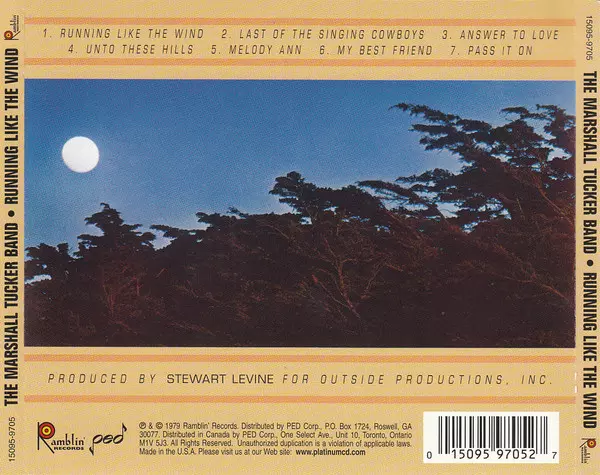 1. RUNNING LIKE THE WIND 2. LAST OF THE SINGING COWBOYS 3. ANSWER TO LOVE
4. UNTO THESE HILLS 5. MELODY ANN 6. MY BEST FRIEND 7. PASS IT ON
THE MARSHALL TUCKER BAND • RUNNING LIKE THE WIND
15095-9705
Ramblin'
15095-9705
THE MARSHALL TUCKER BAND • RUNNING LIKE THE WIND
PRODUCED BY STEWART LEVINE FOR OUTSIDE PRODUCTIONS, INC.
Ramblin'
RECORDS
ped
℗ & © 1979 Ramblin' Records. Distributed by PED Corp., P.O. Box 1724, Roswell, GA
30077. Distributed in Canada by PED Corp., One Select Ave., Unit 10, Toronto, Ontario
M1V 5J3. All Rights Reserved. Unauthorized duplication is a violation of applicable laws.
Made in the U.S.A. Please visit us at our Web site: www.platinumcd.com
0 15095 97052 7